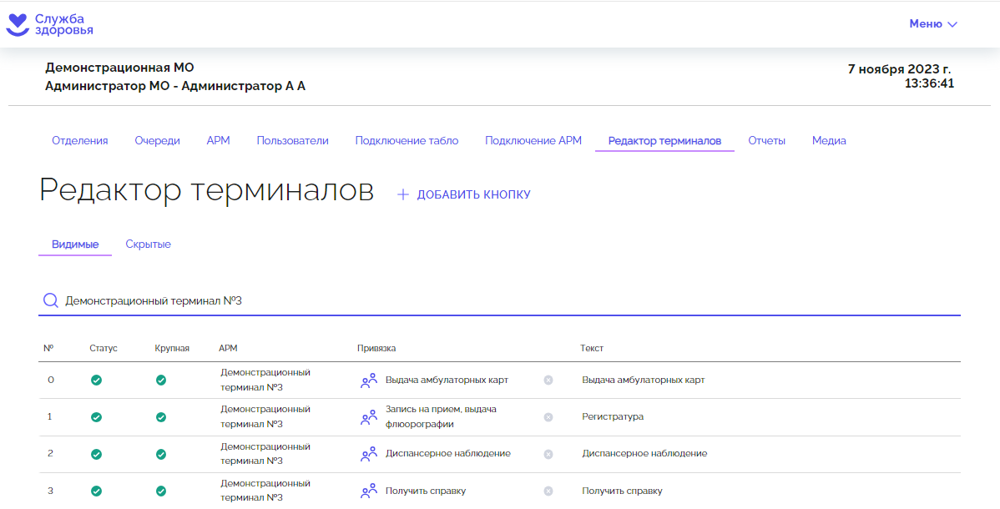 Служба
здоровья
Меню
Демонстрационная МО
Администратор МО - Администратор А А
7 ноября 2023 г.
13:36:41
Отделения Очереди АРМ Пользователи Подключение табло Подключение АРМ Редактор терминалов Отчеты Медиа
Редактор терминалов + ДОБАВИТЬ КНОПКУ
Видимые Скрытые
Демонстрационный терминал №3
№ Статус Крупная АРМ Привязка Текст
0 Демонстрационный терминал №3 Выдача амбулаторных карт Выдача амбулаторных карт
1 Демонстрационный терминал №3 Запись на прием, выдача флюорографии Регистратура
2 Демонстрационный терминал №3 Диспансерное наблюдение Диспансерное наблюдение
3 Демонстрационный терминал №3 Получить справку Получить справку